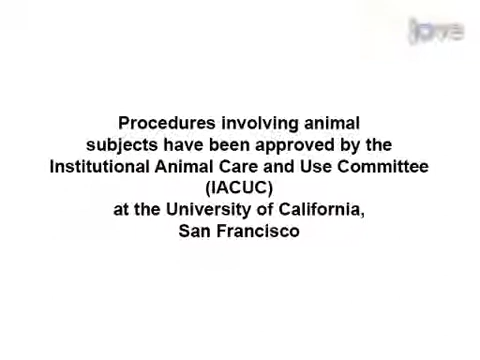 jove
Procedures involving animal
subjects have been approved by the
Institutional Animal Care and Use Committee
(IACUC)
at the University of California,
San Francisco